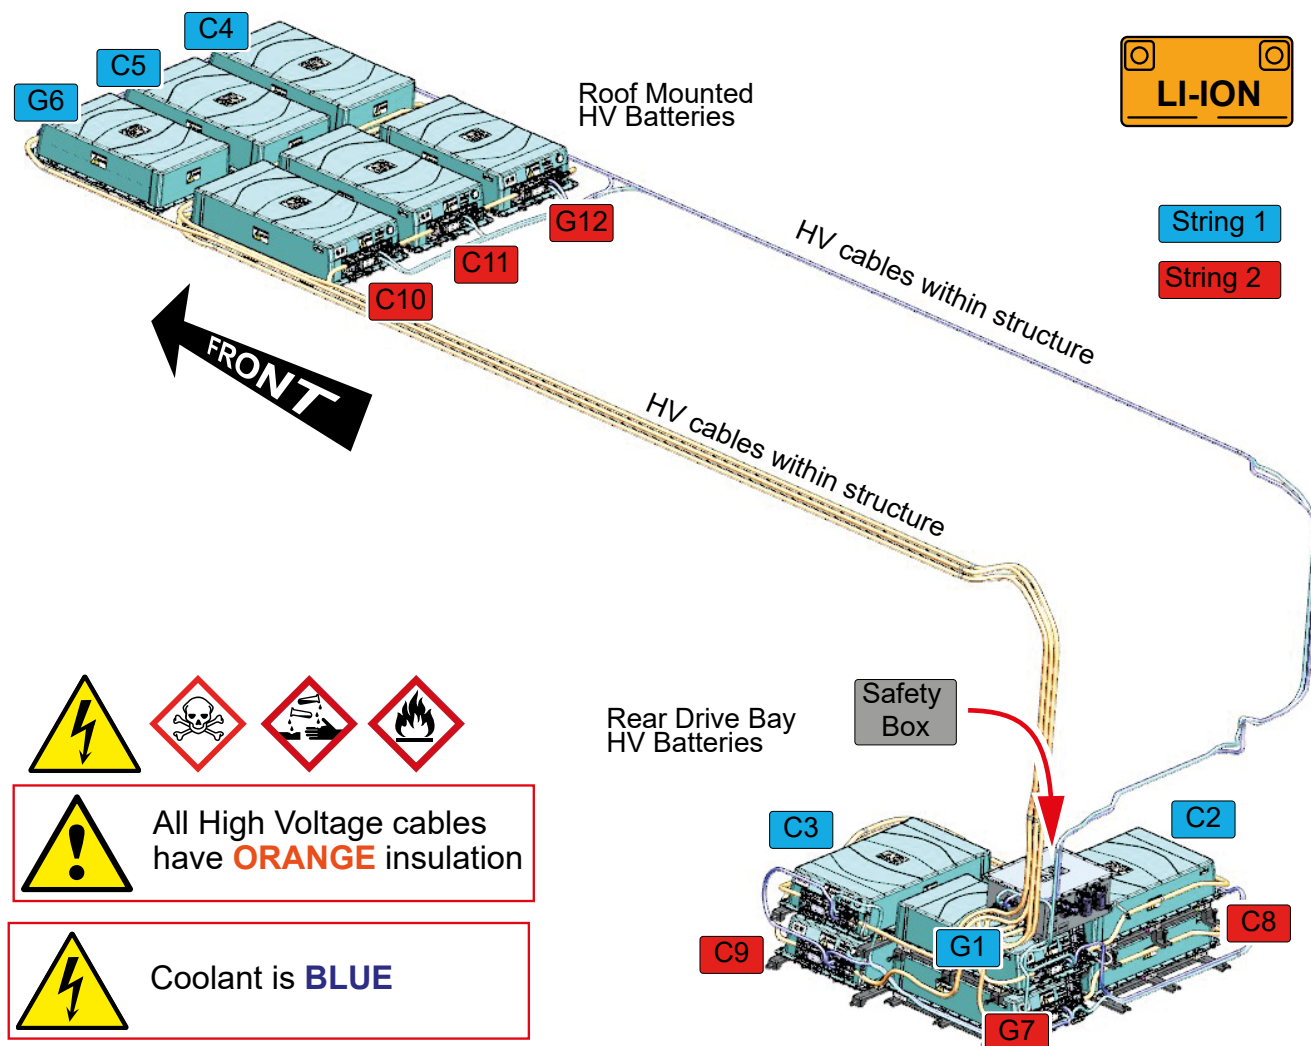 C4
C5
G6
Roof Mounted
HV Batteries
LI-ION
G12
C11
C10
String 1
String 2
HV cables within structure
FRONT
HV cables within structure
Safety
Box
Rear Drive Bay
HV Batteries
C3
C2
C9
G1
C8
G7
All High Voltage cables
have ORANGE insulation
Coolant is BLUE